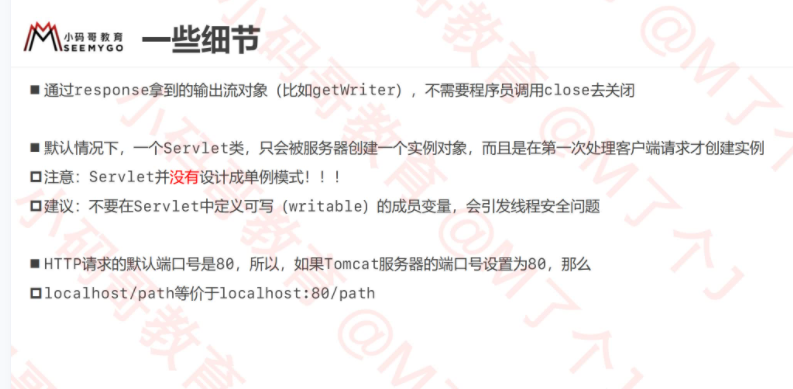 小码哥教育
SEEMYGO
一些细节
■ 通过response拿到的输出流对象（比如getWriter），不需要程序员调用close去关闭
■ 默认情况下，一个Servlet类，只会被服务器创建一个实例对象，而且是在第一次处理客户端请求才创建实例
注意：Servlet并没有设计成单例模式！！！
建议：不要在Servlet中定义可写（writable）的成员变量，会引发线程安全问题
■ HTTP请求的默认端口号是80，所以，如果Tomcat服务器的端口号设置为80，那么
localhost/path等价于localhost:80/path
小码哥教育 @M了个J